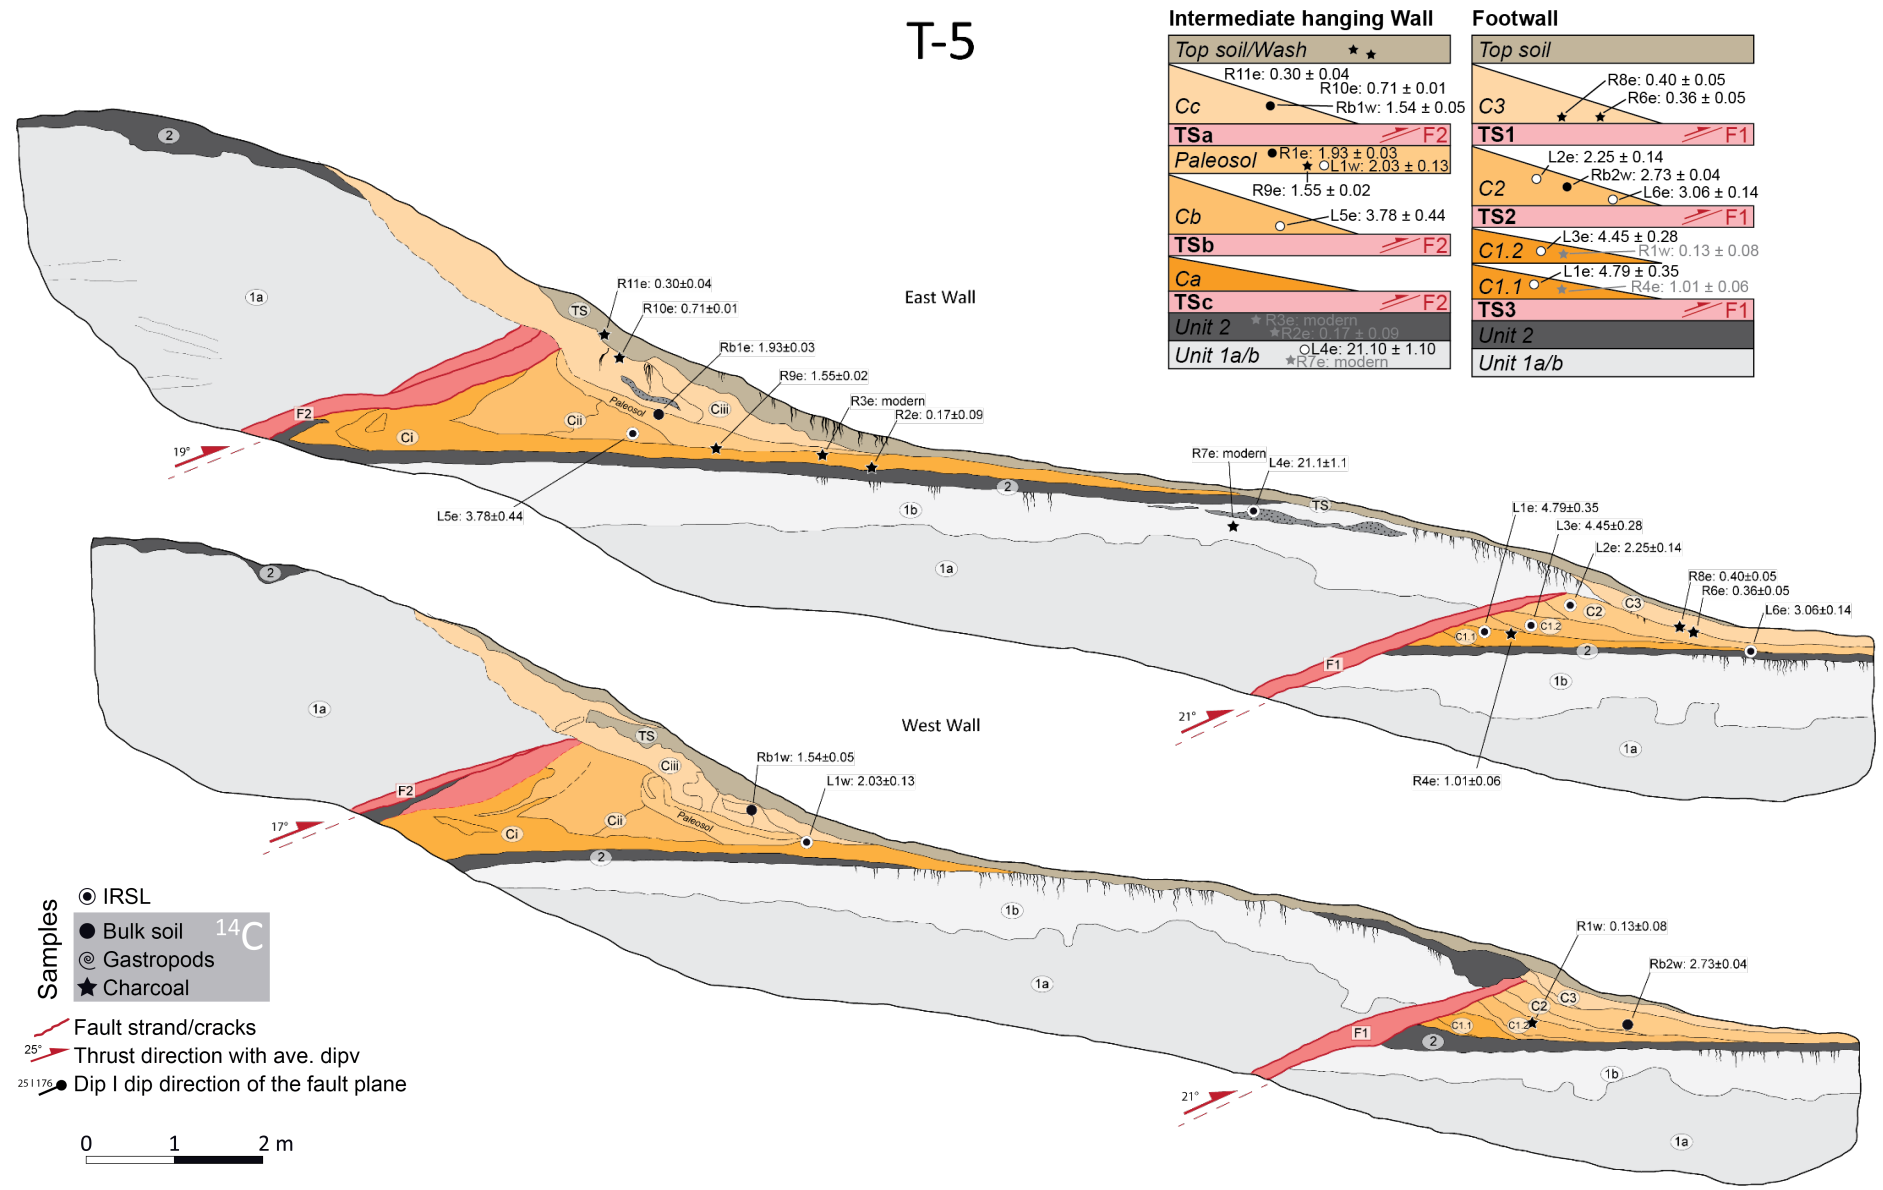 T-5
Intermediate hanging Wall
Top soil/Wash
R11e: 0.30 ± 0.04
R10e: 0.71 ± 0.01
Cc
Rb1w: 1.54 ± 0.05
TSa
F2
Paleosol
R1e: 1.93 ± 0.03
L1w: 2.03 ± 0.13
R9e: 1.55 ± 0.02
Cb
L5e: 3.78 ± 0.44
TSb
F2
Ca
TSc
F2
Unit 2
R3e: modern
R2e: 0.17 ± 0.09
Unit 1a/b
L4e: 21.10 ± 1.10
R7e: modern
Footwall
Top soil
C3
R8e: 0.40 ± 0.05
R6e: 0.36 ± 0.05
TS1
F1
L2e: 2.25 ± 0.14
Rb2w: 2.73 ± 0.04
C2
L6e: 3.06 ± 0.14
TS2
F1
L3e: 4.45 ± 0.28
C1.2
R1w: 0.13 ± 0.08
L1e: 4.79 ± 0.35
C1.1
R4e: 1.01 ± 0.06
TS3
F1
Unit 2
Unit 1a/b
East Wall
2
1a
TS
R11e: 0.30±0.04
R10e: 0.71±0.01
Rb1e: 1.93±0.03
R9e: 1.55±0.02
R3e: modern
R2e: 0.17±0.09
Paleosol
Ciii
Cii
Ci
F2
19°
L5e: 3.78±0.44
R7e: modern
L4e: 21.1±1.1
2
1b
TS
1a
L1e: 4.79±0.35
L3e: 4.45±0.28
L2e: 2.25±0.14
R8e: 0.40±0.05
R6e: 0.36±0.05
L6e: 3.06±0.14
C3
C2
C1.2
C1.1
2
F1
1b
21°
1a
R4e: 1.01±0.06
West Wall
2
1a
TS
Ciii
Rb1w: 1.54±0.05
L1w: 2.03±0.13
F2
Paleosol
Cii
Ci
17°
2
1b
1a
R1w: 0.13±0.08
Rb2w: 2.73±0.04
C3
C2
C1.2
C1.1
F1
2
1b
21°
1a
Samples
IRSL
Bulk soil
14C
Gastropods
Charcoal
Fault strand/cracks
25° Thrust direction with ave. dipv
25 I 176 Dip I dip direction of the fault plane
0 1 2 m